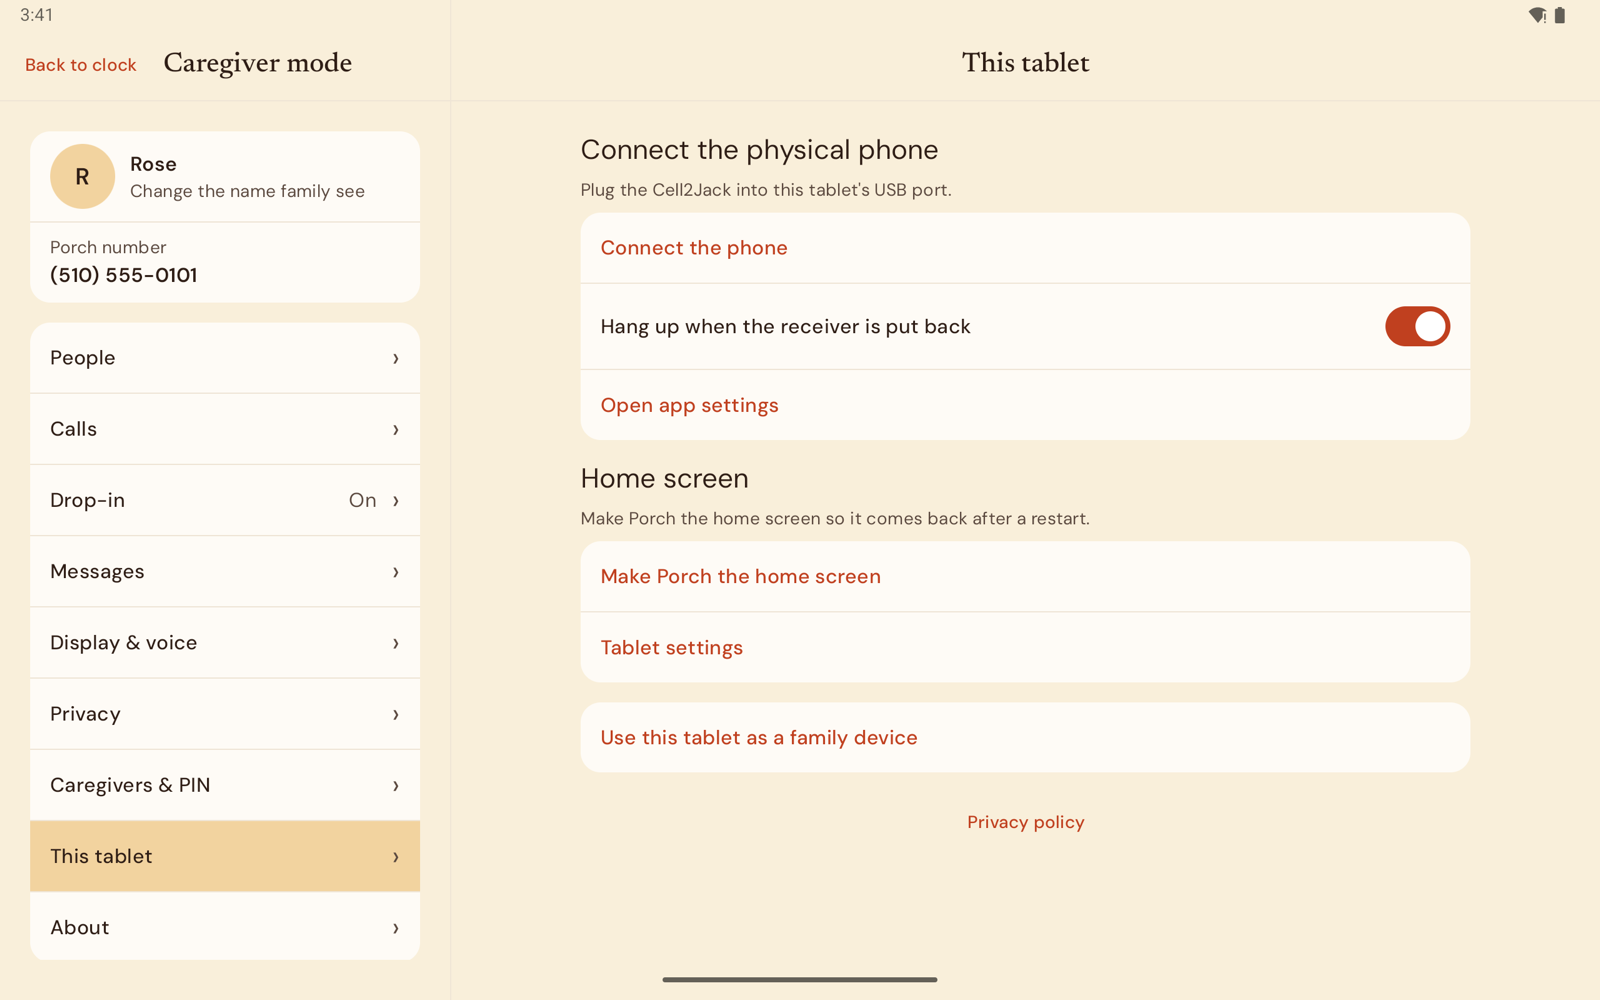 3:41
Back to clock
Caregiver mode
This tablet
R
Rose
Change the name family see
Porch number
(510) 555-0101
People
Calls
Drop-in On
Messages
Display & voice
Privacy
Caregivers & PIN
This tablet
About
Connect the physical phone
Plug the Cell2Jack into this tablet's USB port.
Connect the phone
Hang up when the receiver is put back
Open app settings
Home screen
Make Porch the home screen so it comes back after a restart.
Make Porch the home screen
Tablet settings
Use this tablet as a family device
Privacy policy